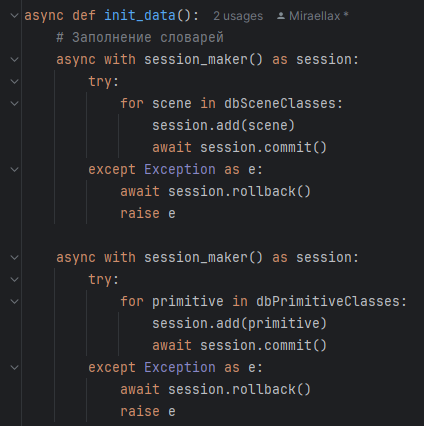 async def init_data(): 2 usages Miraellax *
    # Заполнение словарей
    async with session_maker() as session:
        try:
            for scene in dbSceneClasses:
                session.add(scene)
                await session.commit()
        except Exception as e:
            await session.rollback()
            raise e

    async with session_maker() as session:
        try:
            for primitive in dbPrimitiveClasses:
                session.add(primitive)
                await session.commit()
        except Exception as e:
            await session.rollback()
            raise e